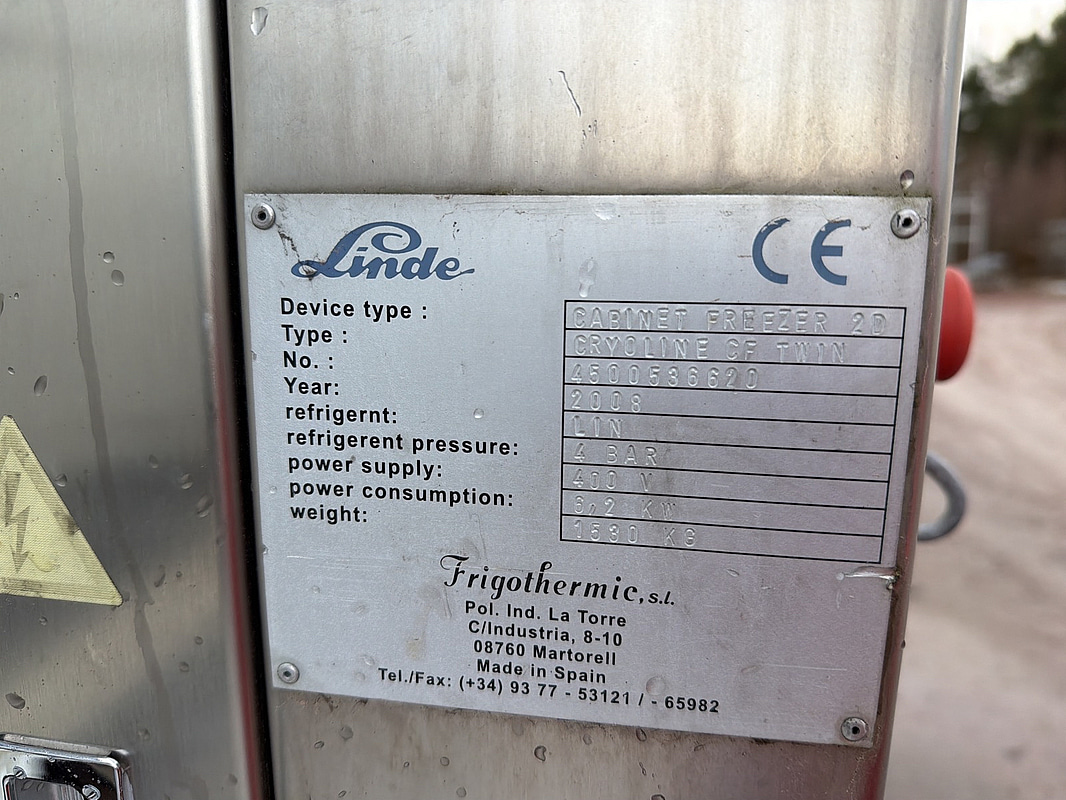 Linde CE
Device type : CABINET FREEZER 2D
Type : CRYOLINE CF TWIN
No. : 4500536620
Year: 2008
refrigernt: LIN
refrigerent pressure: 4 BAR
power supply: 400 V
power consumption: 6,2 KW
weight: 1530 KG
Frigothermic, s.l.
Pol. Ind. La Torre
C/Industria, 8-10
08760 Martorell
Made in Spain
Tel./Fax: (+34) 93 77 - 53121 / - 65982